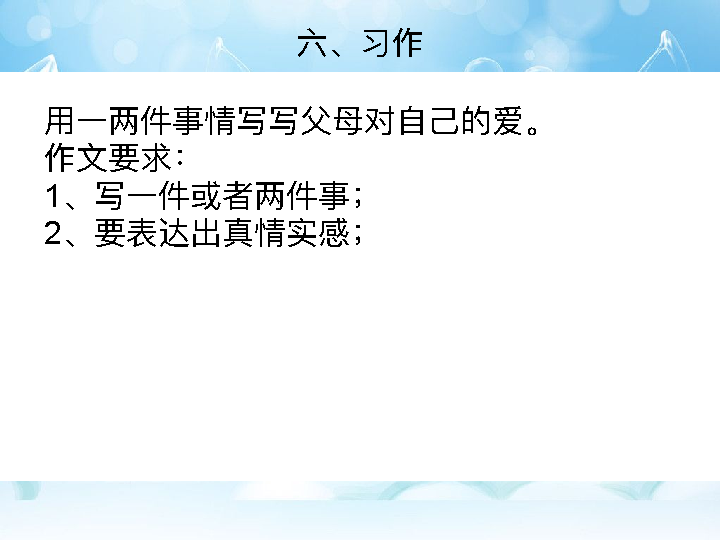 六、习作
用一两件事情写写父母对自己的爱。
作文要求：
1、写一件或者两件事；
2、要表达出真情实感；